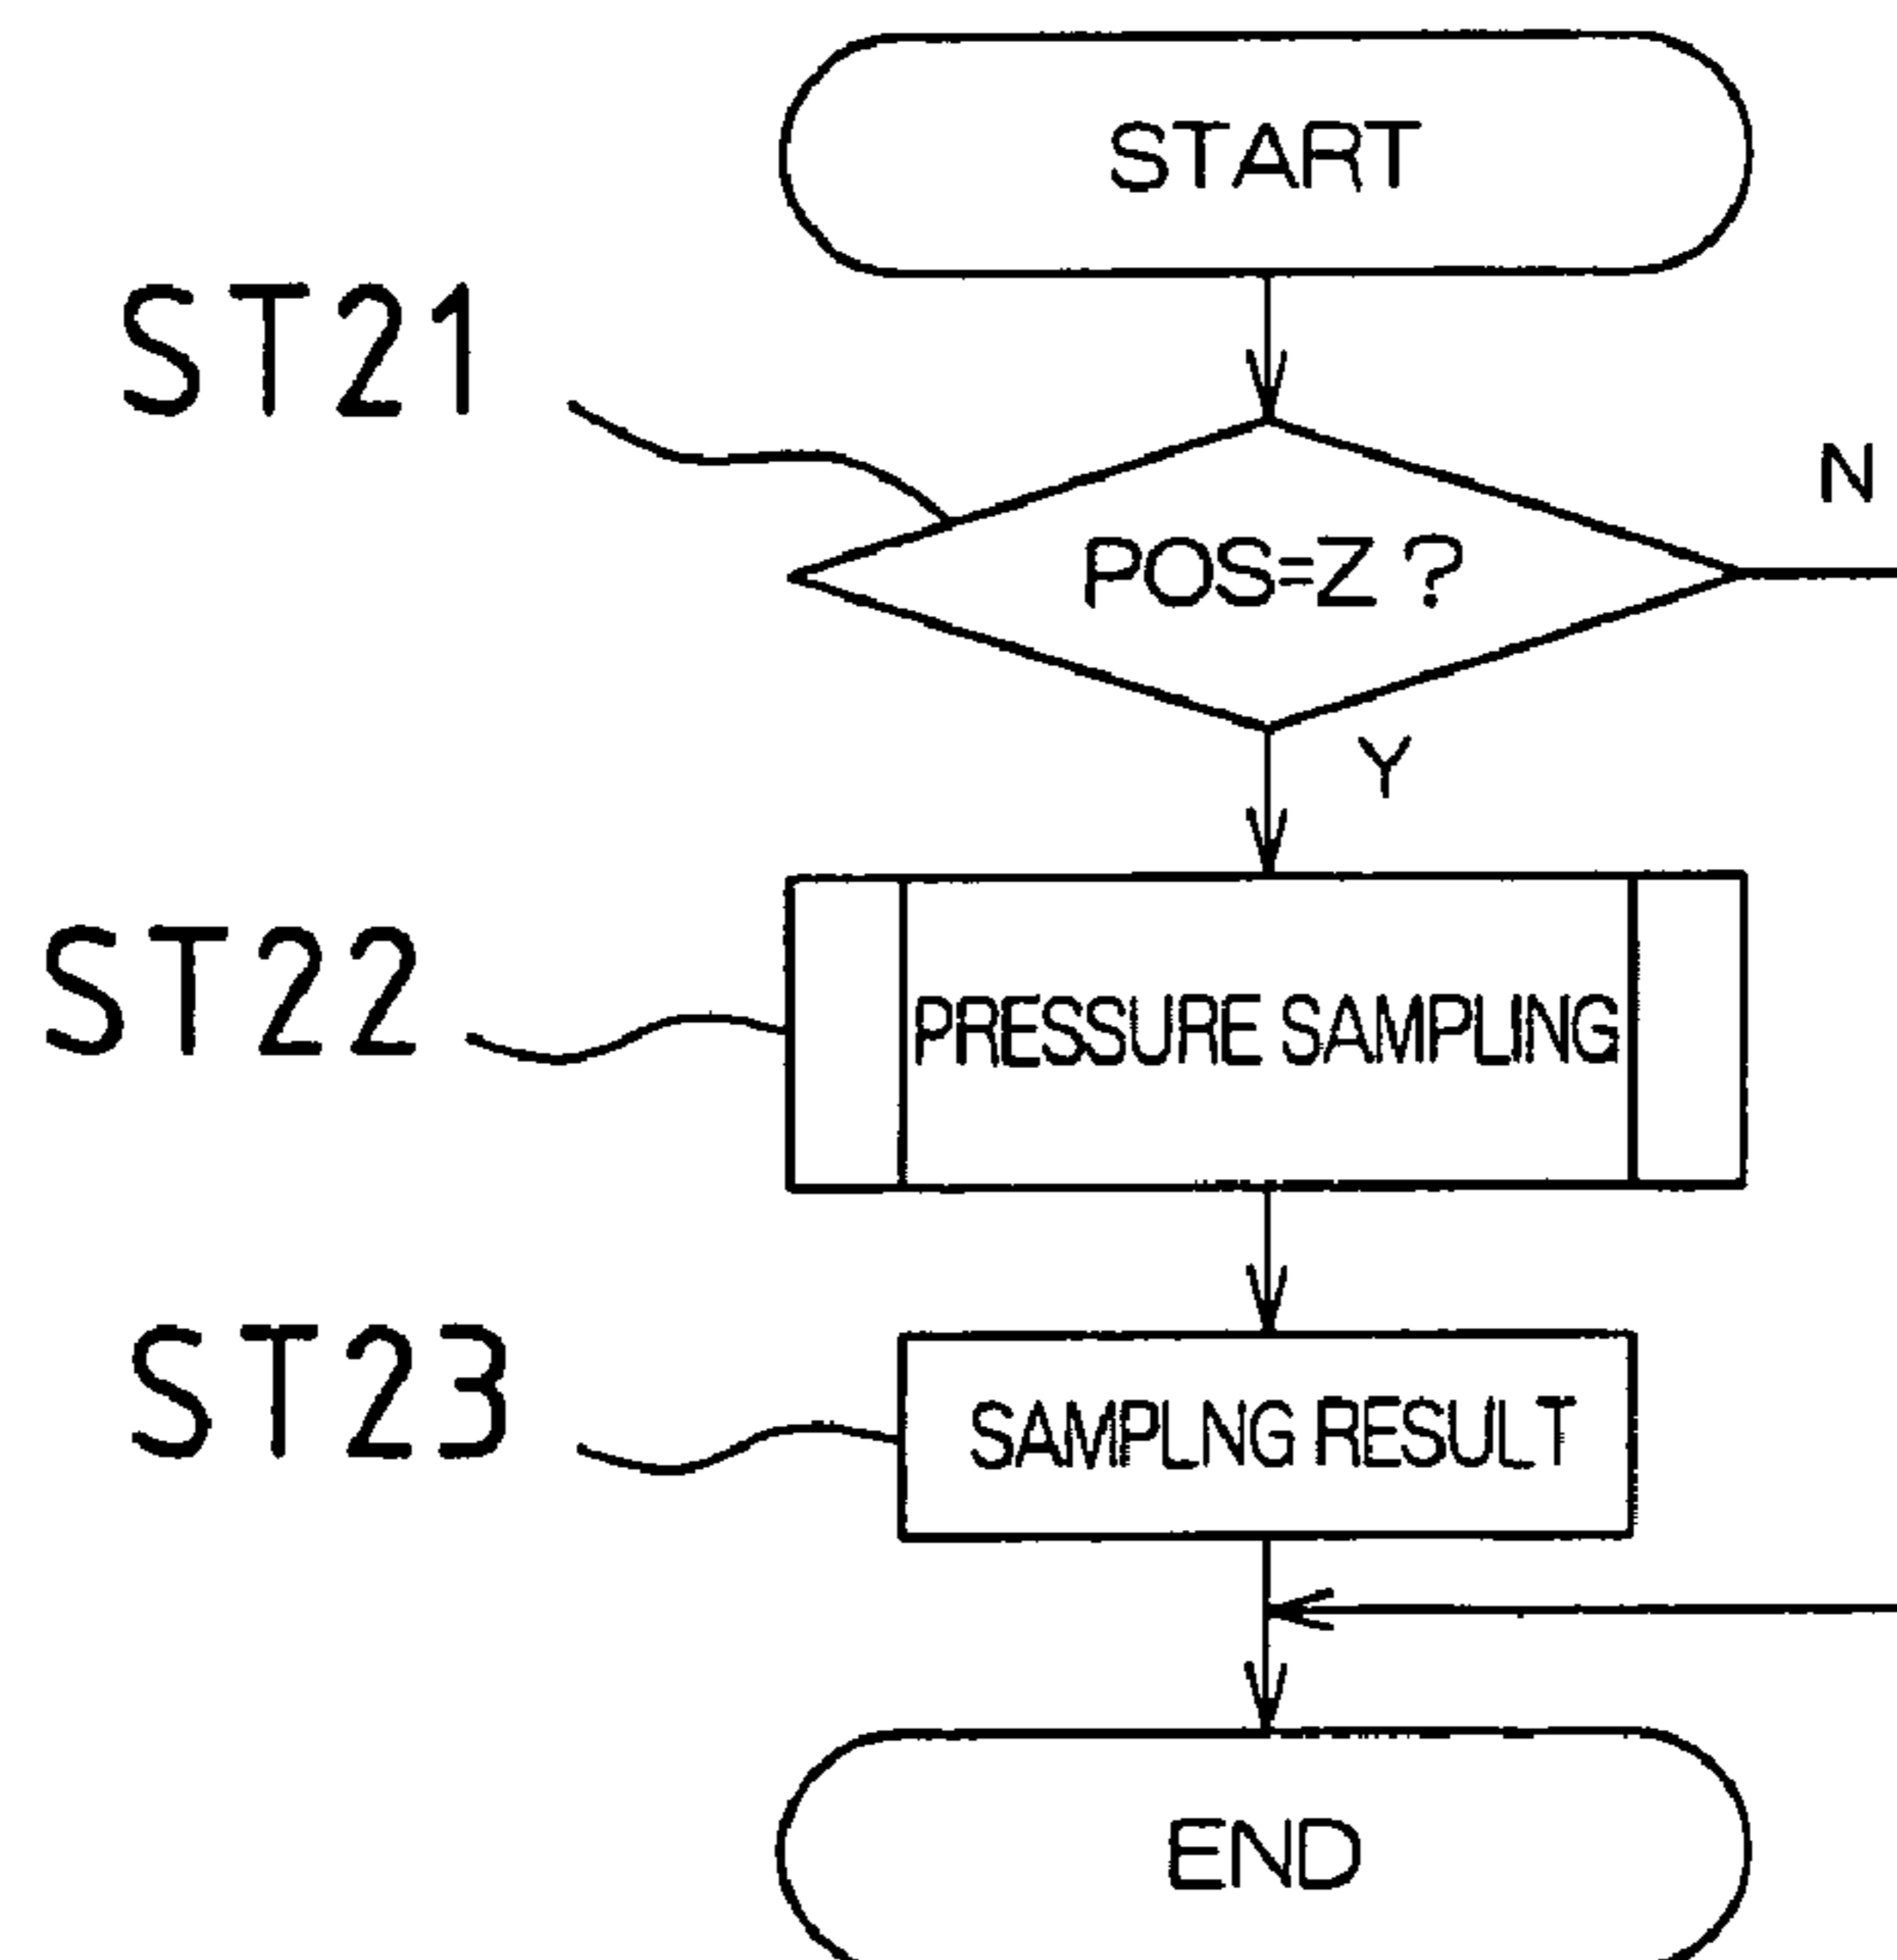 START
ST21
N
POS=Z ?
Y
ST22
PRESSURE SAMPLING
ST23
SAMPLNG RESULT
END